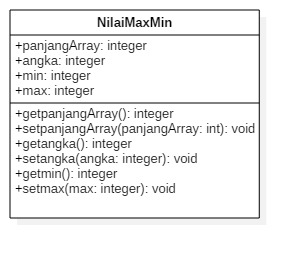 NilaiMaxMin
+panjangArray: integer
+angka: integer
+min: integer
+max: integer
+getpanjangArray(): integer
+setpanjangArray(panjangArray: int): void
+getangka(): integer
+setangka(angka: integer): void
+getmin(): integer
+setmax(max: integer): void